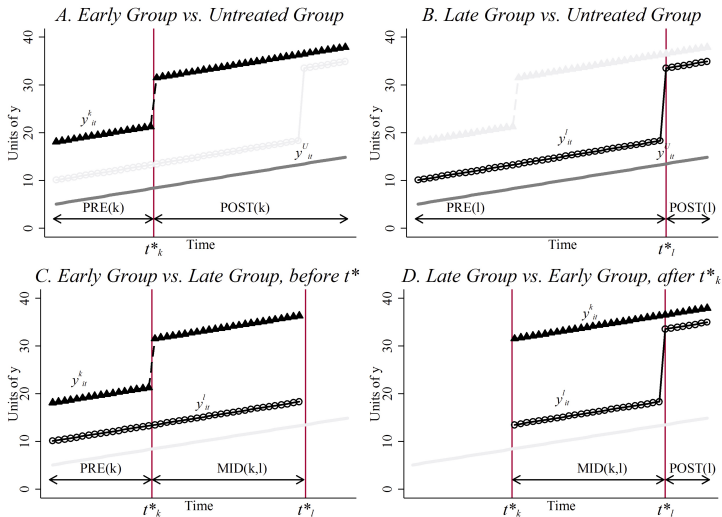 A. Early Group vs. Untreated Group
Units of y
40
30
20
10
0
y^k_it
y^U_it
PRE(k)
POST(k)
t*_k
Time
B. Late Group vs. Untreated Group
Units of y
40
30
20
10
0
y^l_it
y^U_it
PRE(l)
POST(l)
Time
t*_l
C. Early Group vs. Late Group, before t*
Units of y
40
30
20
10
0
y^k_it
y^l_it
PRE(k)
MID(k,l)
t*_k
Time
t*_l
D. Late Group vs. Early Group, after t*_k
Units of y
40
30
20
10
0
y^k_it
y^l_it
MID(k,l)
POST(l)
Time
t*_k
t*_l